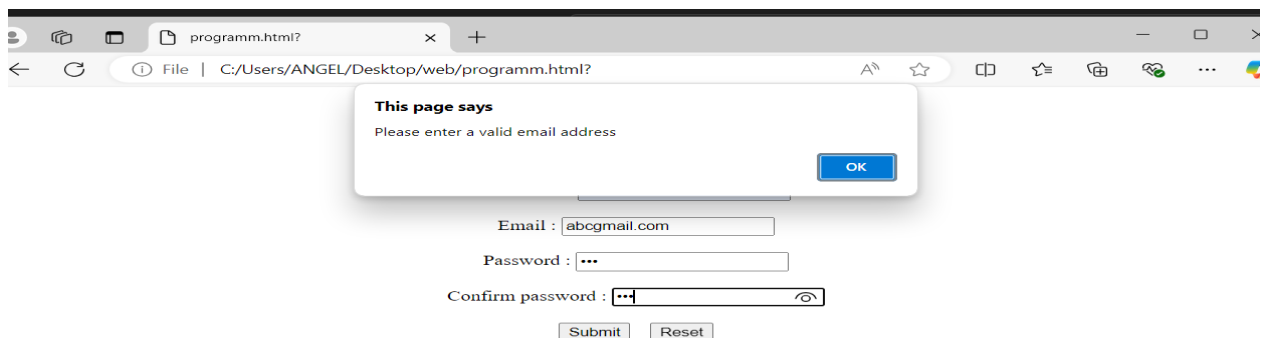 programm.html?
File | C:/Users/ANGEL/Desktop/web/programm.html?
This page says
Please enter a valid email address
OK
Email : abcgmail.com
Password : •••
Confirm password : •••
Submit Reset